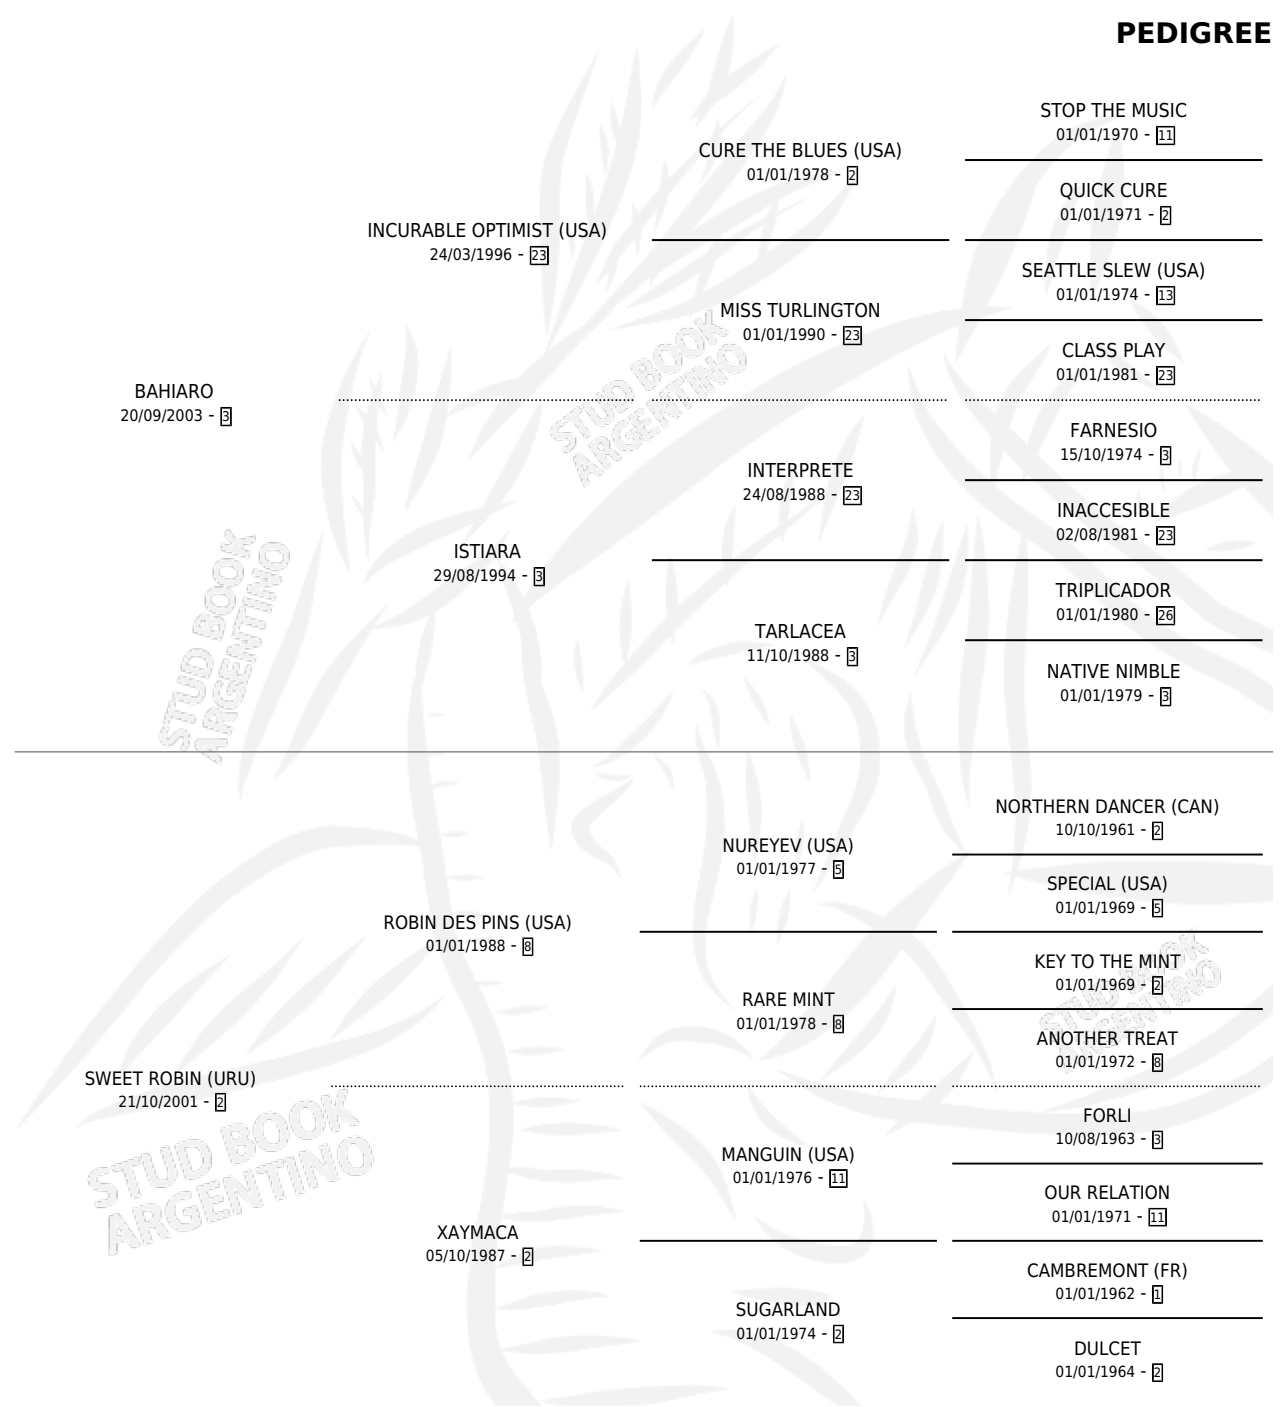 PEDIGREE
STOP THE MUSIC
01/01/1970 - 11
CURE THE BLUES (USA)
01/01/1978 - 2
QUICK CURE
01/01/1971 - 2
INCURABLE OPTIMIST (USA)
24/03/1996 - 23
SEATTLE SLEW (USA)
01/01/1974 - 13
MISS TURLINGTON
01/01/1990 - 23
CLASS PLAY
01/01/1981 - 23
BAHIARO
20/09/2003 - 3
FARNESIO
15/10/1974 - 3
INTERPRETE
24/08/1988 - 23
INACCESIBLE
02/08/1981 - 23
ISTIARA
29/08/1994 - 3
TRIPLICADOR
01/01/1980 - 26
TARLACEA
11/10/1988 - 3
NATIVE NIMBLE
01/01/1979 - 3
NORTHERN DANCER (CAN)
10/10/1961 - 2
NUREYEV (USA)
01/01/1977 - 5
SPECIAL (USA)
01/01/1969 - 5
ROBIN DES PINS (USA)
01/01/1988 - 8
KEY TO THE MINT
01/01/1969 - 2
RARE MINT
01/01/1978 - 8
ANOTHER TREAT
01/01/1972 - 8
SWEET ROBIN (URU)
21/10/2001 - 2
FORLI
10/08/1963 - 3
MANGUIN (USA)
01/01/1976 - 11
OUR RELATION
01/01/1971 - 11
XAYMACA
05/10/1987 - 2
CAMBREMONT (FR)
01/01/1962 - 1
SUGARLAND
01/01/1974 - 2
DULCET
01/01/1964 - 2
STUD BOOK
ARGENTINO
STUD BOOK
ARGENTINO
STUD BOOK
ARGENTINO
STUD BOOK
ARGENTINO